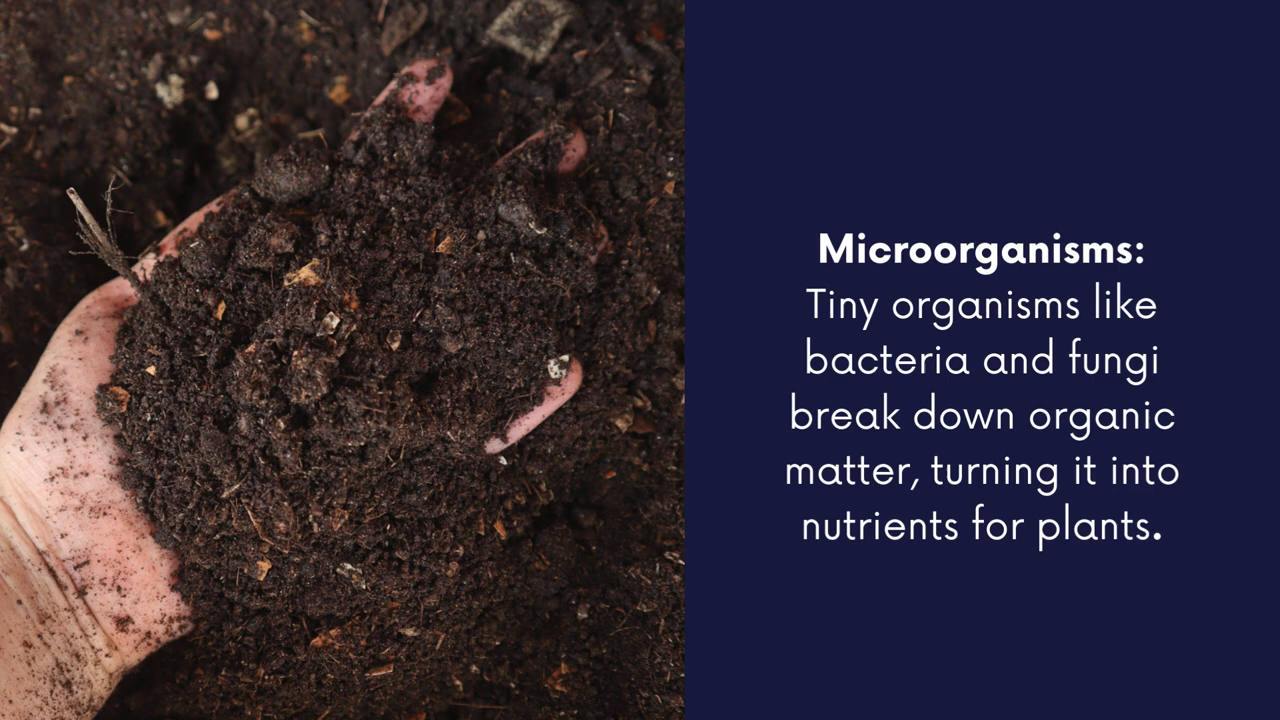 Microorganisms:
Tiny organisms like
bacteria and fungi
break down organic
matter, turning it into
nutrients for plants.